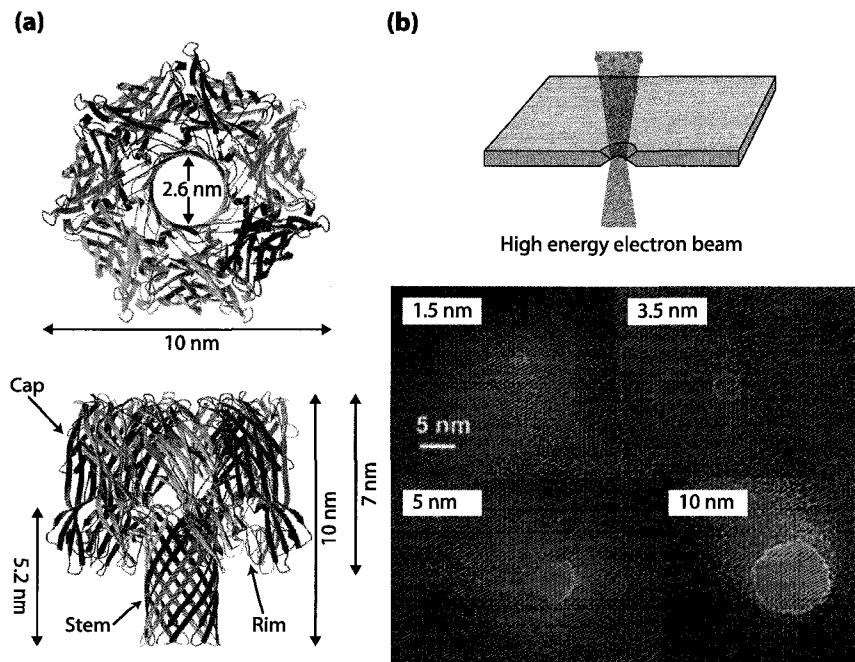 (a)
2.6 nm
10 nm
Cap
5.2 nm
Stem
Rim
10 nm
7 nm
(b)
High energy electron beam
1.5 nm
3.5 nm
5 nm
5 nm
10 nm